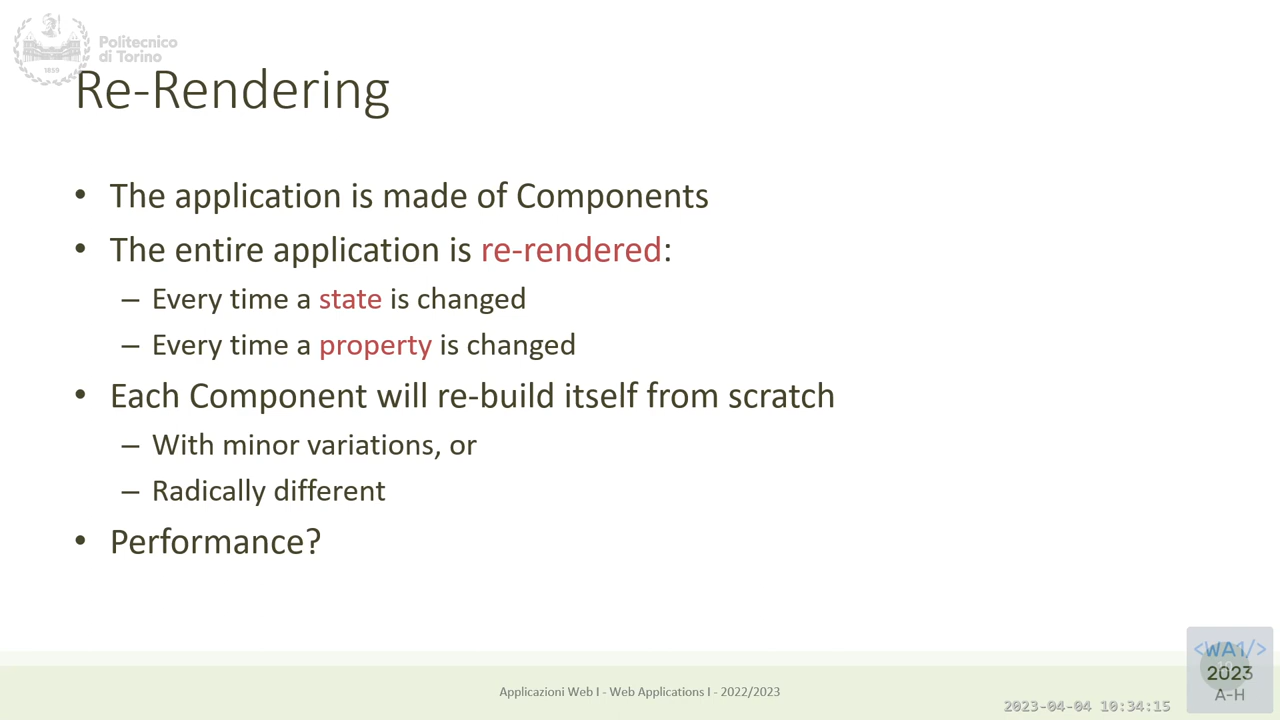 Politecnico
di Torino
1859
Re-Rendering
• The application is made of Components
• The entire application is re-rendered:
– Every time a state is changed
– Every time a property is changed
• Each Component will re-build itself from scratch
– With minor variations, or
– Radically different
• Performance?
Applicazioni Web I - Web Applications I - 2022/2023
2023-04-04 10:34:15
<WA1/>
2023
A-H